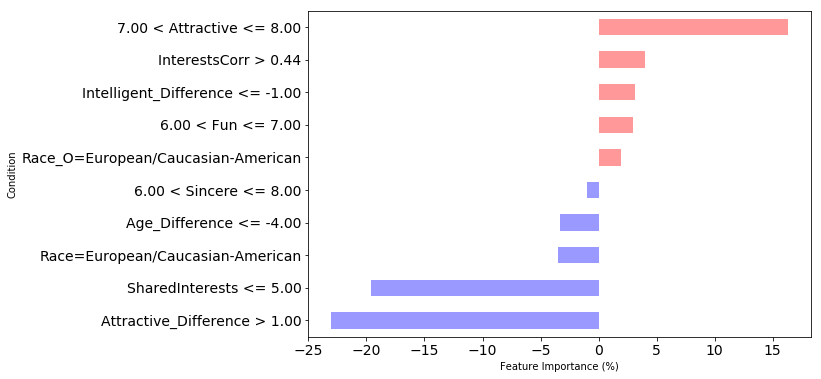 7.00 < Attractive <= 8.00
InterestsCorr > 0.44
Intelligent_Difference <= -1.00
6.00 < Fun <= 7.00
Race_O=European/Caucasian-American
6.00 < Sincere <= 8.00
Age_Difference <= -4.00
Race=European/Caucasian-American
SharedInterests <= 5.00
Attractive_Difference > 1.00
Condition
−25 −20 −15 −10 −5 0 5 10 15
Feature Importance (%)